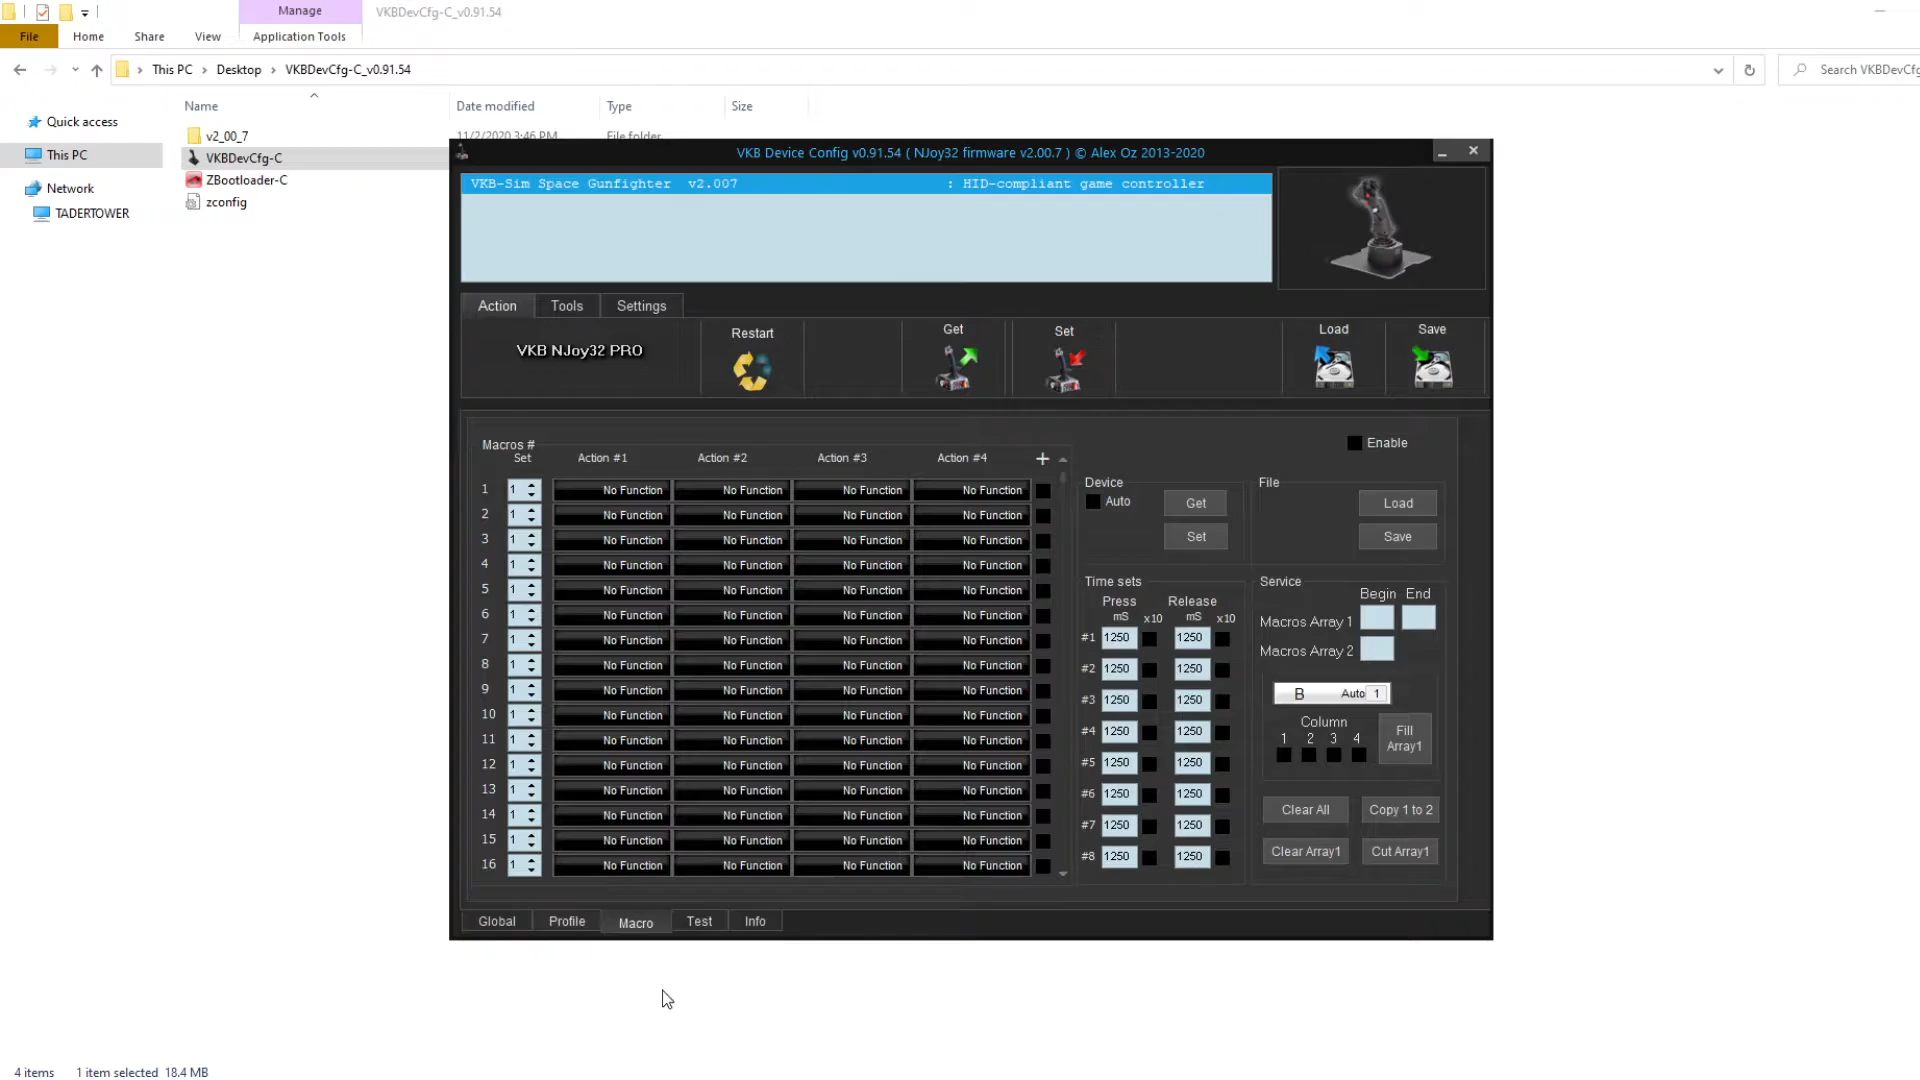 Manage
VKBDevCfg-C_v0.91.54
File Home Share View Application Tools
This PC > Desktop > VKBDevCfg-C_v0.91.54
Search VKBDevCfg
Name Date modified Type Size
Quick access
This PC
Network
TADERTOWER
v2_00_7 11/2/2020 3:46 PM File folder
VKBDevCfg-C
ZBootloader-C
zconfig
VKB Device Config v0.91.54 ( NJoy32 firmware v2.00.7 ) © Alex Oz 2013-2020
VKB-Sim Space Gunfighter v2.007 : HID-compliant game controller
Action Tools Settings
VKB NJoy32 PRO
Restart
Get
Set
Load
Save
Macros #
Set Action #1 Action #2 Action #3 Action #4 +
1 1 No Function No Function No Function No Function
2 1 No Function No Function No Function No Function
3 1 No Function No Function No Function No Function
4 1 No Function No Function No Function No Function
5 1 No Function No Function No Function No Function
6 1 No Function No Function No Function No Function
7 1 No Function No Function No Function No Function
8 1 No Function No Function No Function No Function
9 1 No Function No Function No Function No Function
10 1 No Function No Function No Function No Function
11 1 No Function No Function No Function No Function
12 1 No Function No Function No Function No Function
13 1 No Function No Function No Function No Function
14 1 No Function No Function No Function No Function
15 1 No Function No Function No Function No Function
16 1 No Function No Function No Function No Function
Enable
Device
Auto
Get
Set
File
Load
Save
Time sets
Press Release
mS x10 mS x10
#1 1250 1250
#2 1250 1250
#3 1250 1250
#4 1250 1250
#5 1250 1250
#6 1250 1250
#7 1250 1250
#8 1250 1250
Service
Begin End
Macros Array 1
Macros Array 2
B Auto 1
Column
1 2 3 4
Fill
Array1
Clear All Copy 1 to 2
Clear Array1 Cut Array1
Global Profile Macro Test Info
4 items 1 item selected 18.4 MB